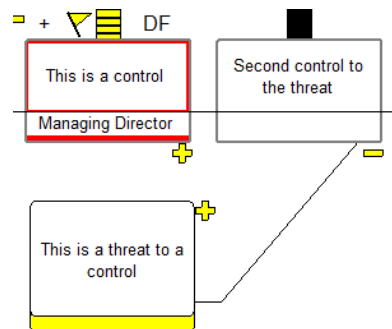 + DF
This is a control
Managing Director
Second control to
the threat
This is a threat to a
control